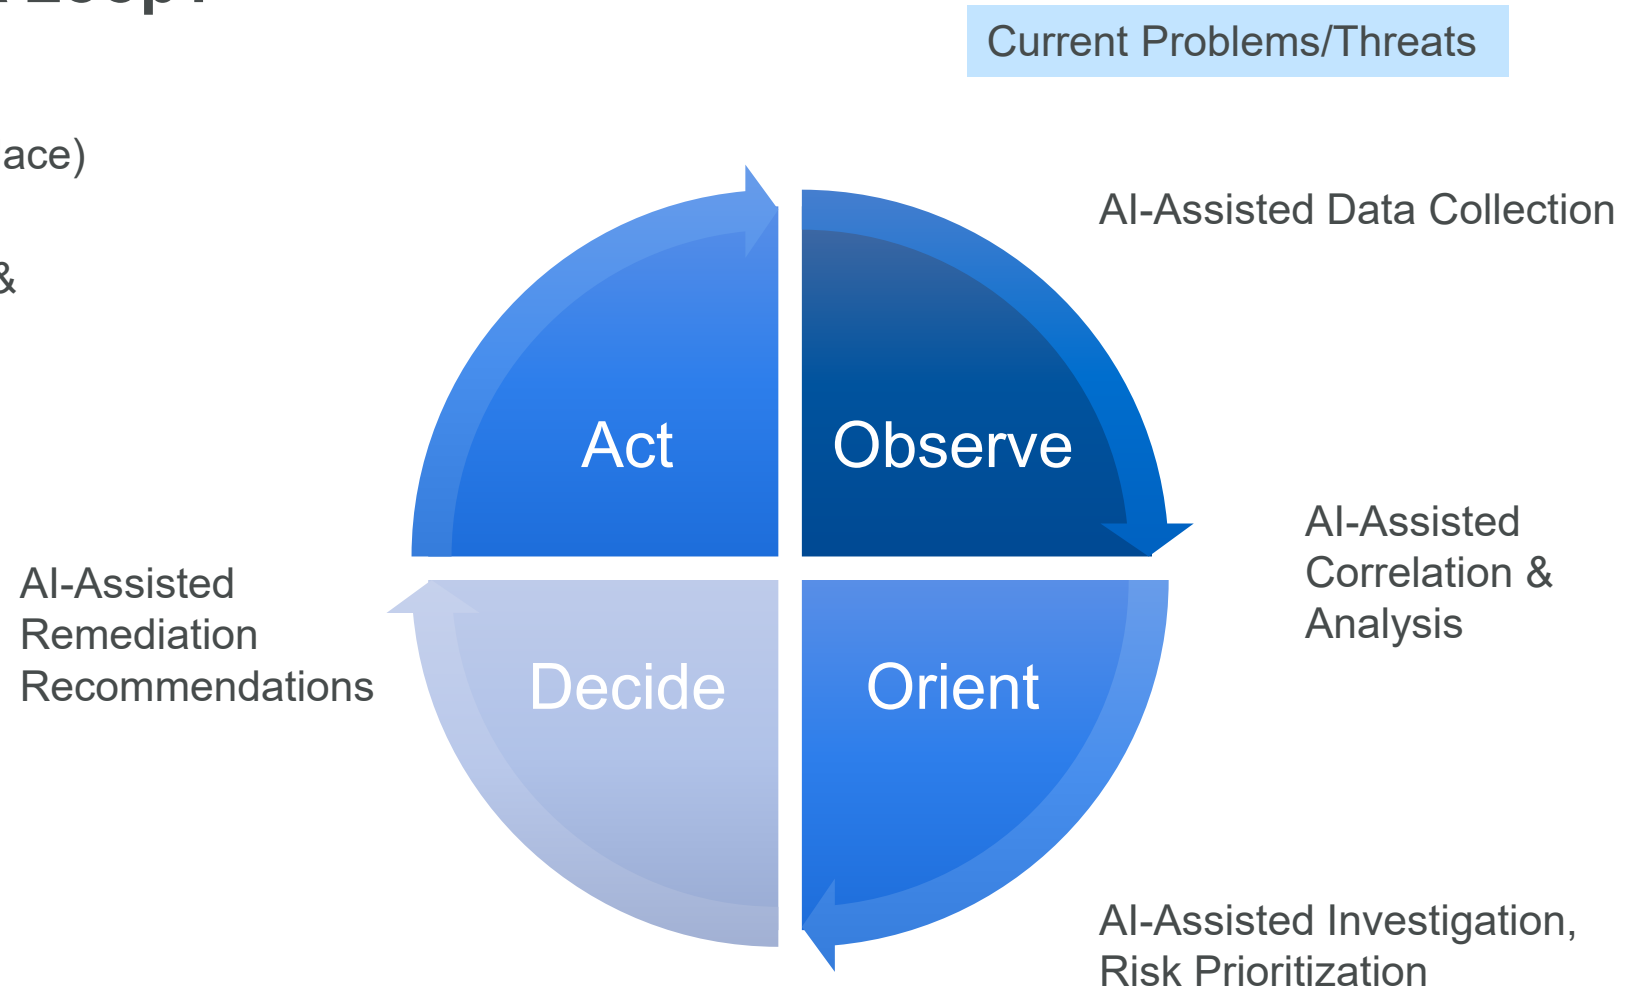 Current Problems/Threats
ace)
&
AI-Assisted Data Collection
Act
Observe
AI-Assisted
Correlation &
Analysis
AI-Assisted
Remediation
Recommendations
Decide
Orient
AI-Assisted Investigation,
Risk Prioritization